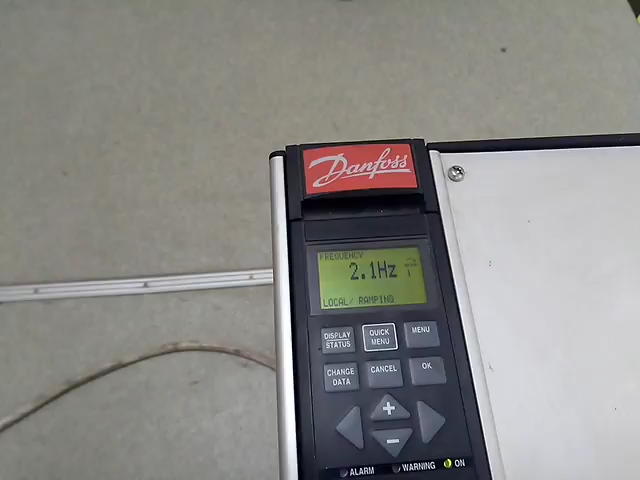 Danfoss
FREQUENCY
2.1Hz
LOCAL/ RAMPING
DISPLAY STATUS
QUICK MENU
MENU
CHANGE DATA
CANCEL
OK
+
−
ALARM
WARNING
ON